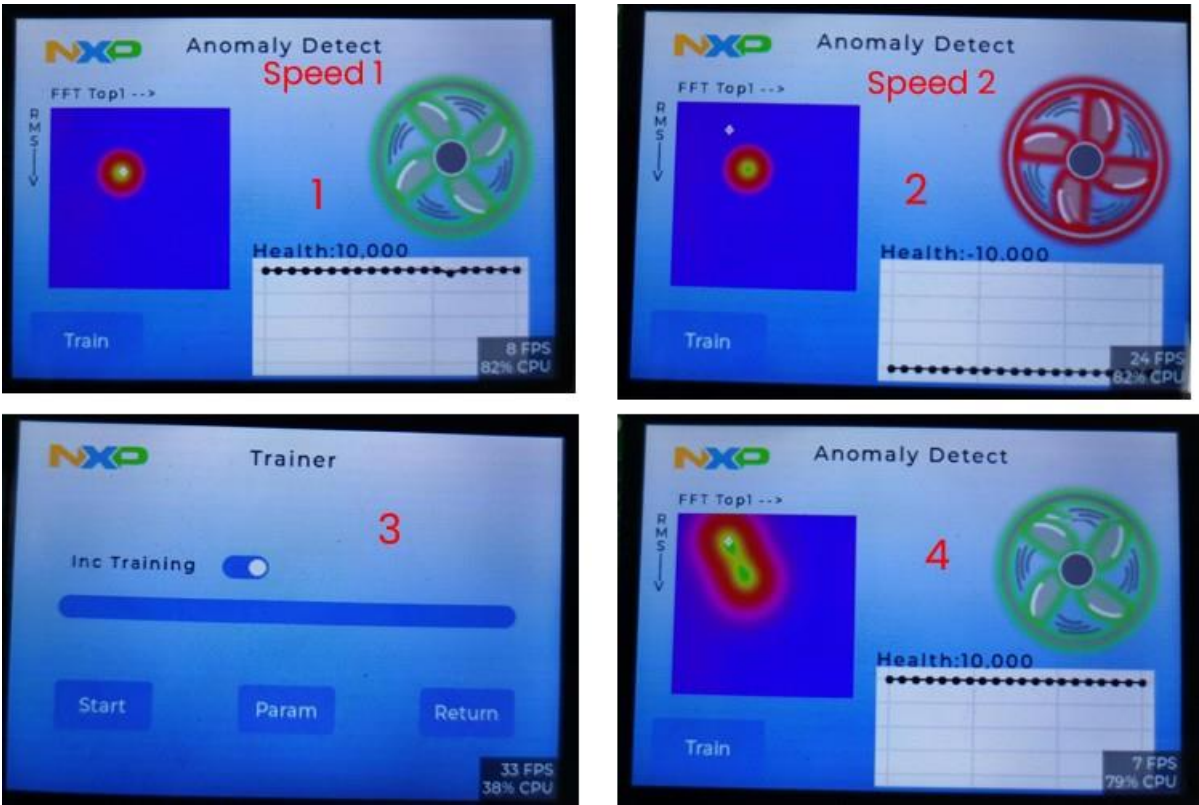 NXP
Anomaly Detect
Speed 1
FFT Top1 -->
RMS
1
Health:10,000
Train
8 FPS
82% CPU
NXP
Anomaly Detect
Speed 2
FFT Top1 -->
RMS
2
Health:-10,000
Train
24 FPS
82% CPU
NXP
Trainer
3
Inc Training
Start
Param
Return
33 FPS
38% CPU
NXP
Anomaly Detect
FFT Top1 -->
RMS
4
Health:10,000
Train
7 FPS
79% CPU